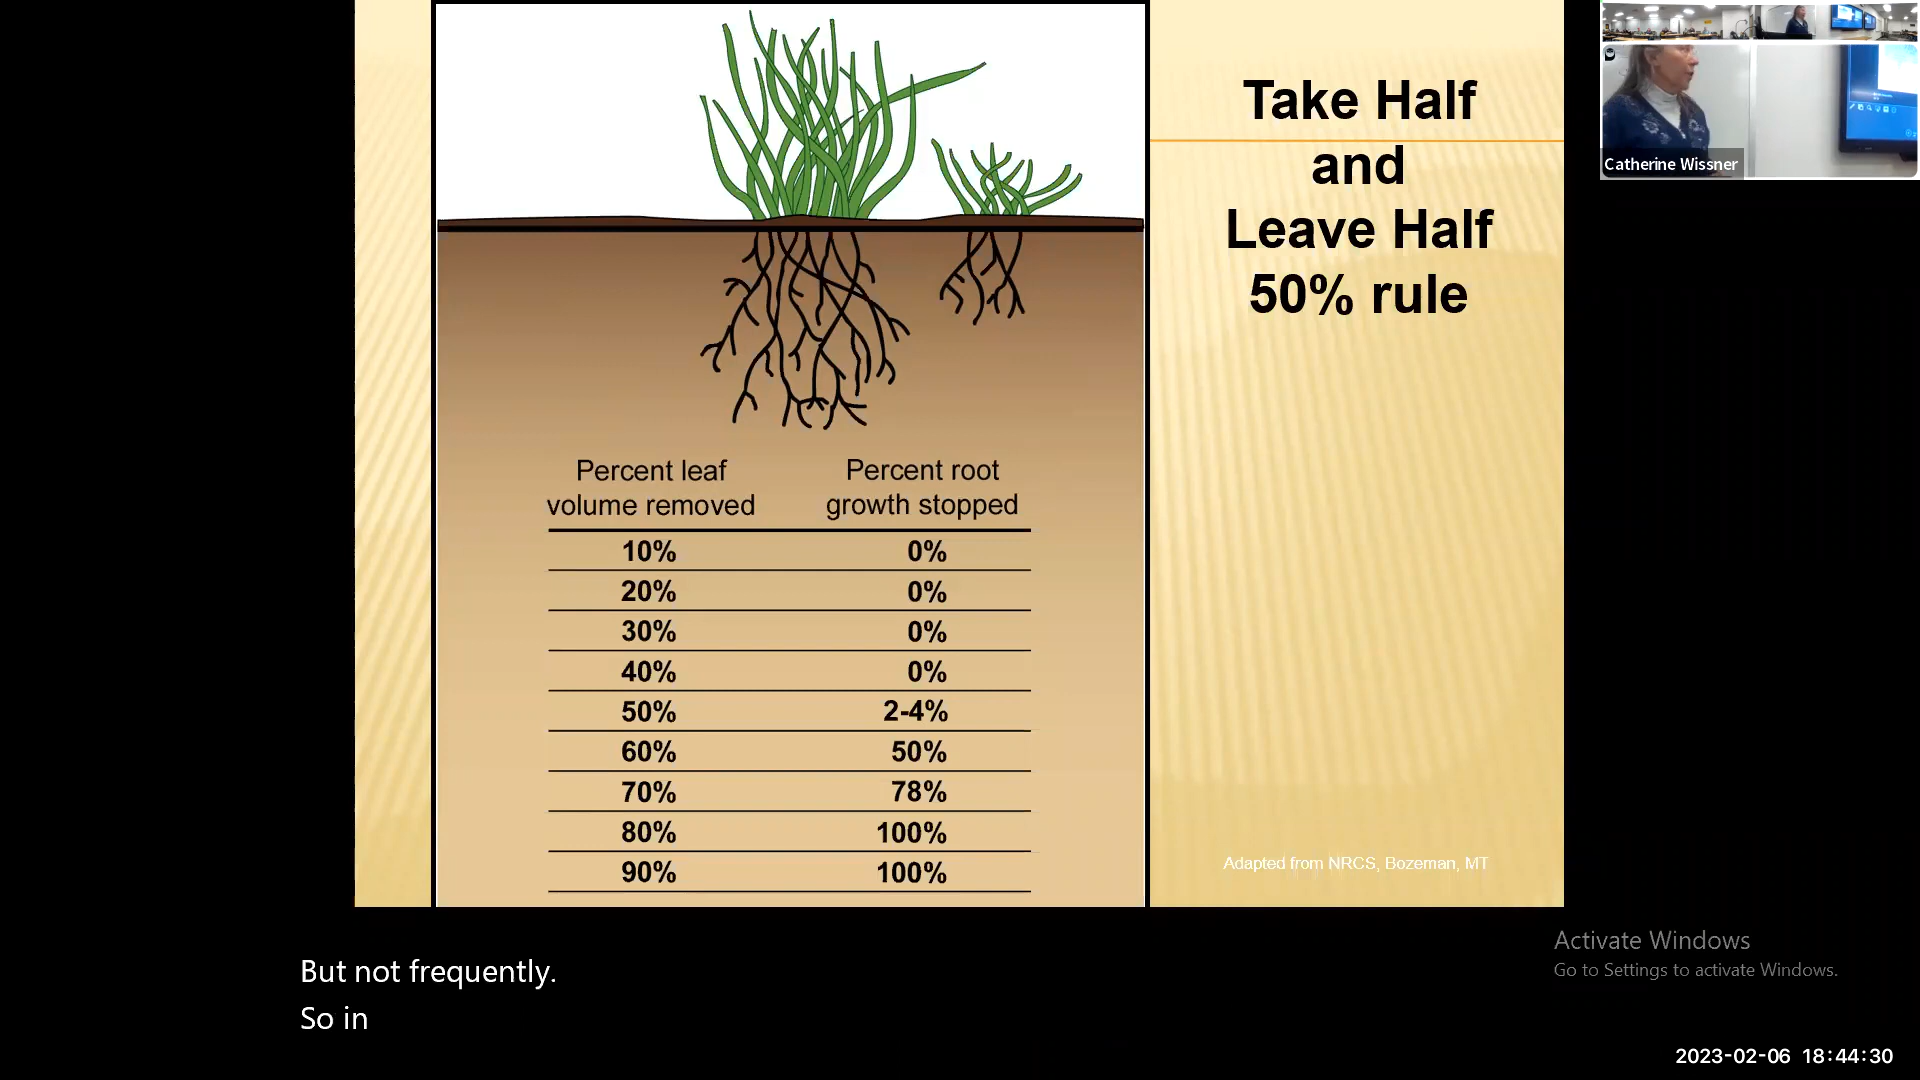 Take Half
and
Leave Half
50% rule
Percent leaf Percent root
volume removed growth stopped
10% 0%
20% 0%
30% 0%
40% 0%
50% 2-4%
60% 50%
70% 78%
80% 100%
90% 100%
Adapted from NRCS, Bozeman, MT
Catherine Wissner
But not frequently.
So in
Activate Windows
Go to Settings to activate Windows.
2023-02-06 18:44:30